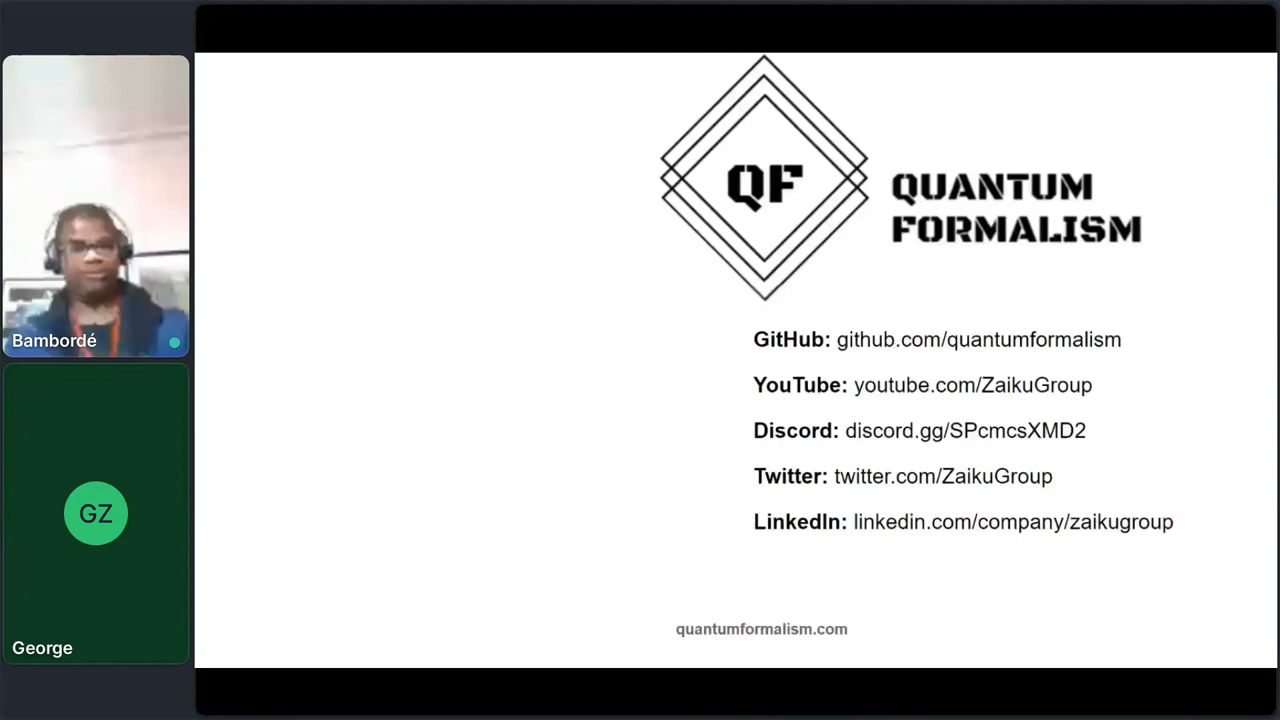 Bambordé
GZ
George
QF
QUANTUM
FORMALISM
GitHub: github.com/quantumformalism
YouTube: youtube.com/ZaikuGroup
Discord: discord.gg/SPcmcsXMD2
Twitter: twitter.com/ZaikuGroup
LinkedIn: linkedin.com/company/zaikugroup
quantumformalism.com